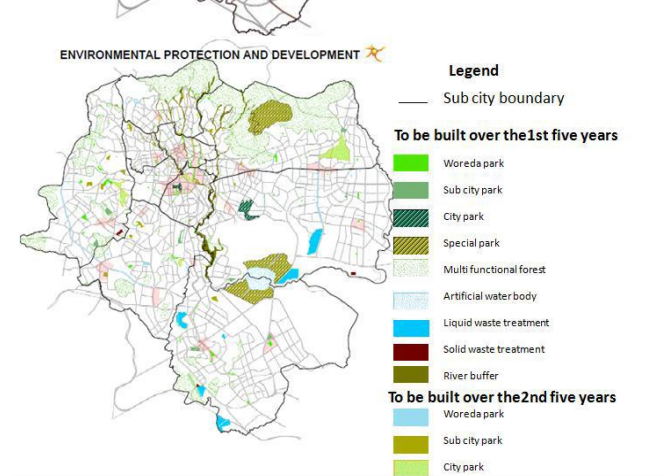 ENVIRONMENTAL PROTECTION AND DEVELOPMENT
Legend
Sub city boundary
To be built over the1st five years
Woreda park
Sub city park
City park
Special park
Multi functional forest
Artificial water body
Liquid waste treatment
Solid waste treatment
River buffer
To be built over the2nd five years
Woreda park
Sub city park
City park